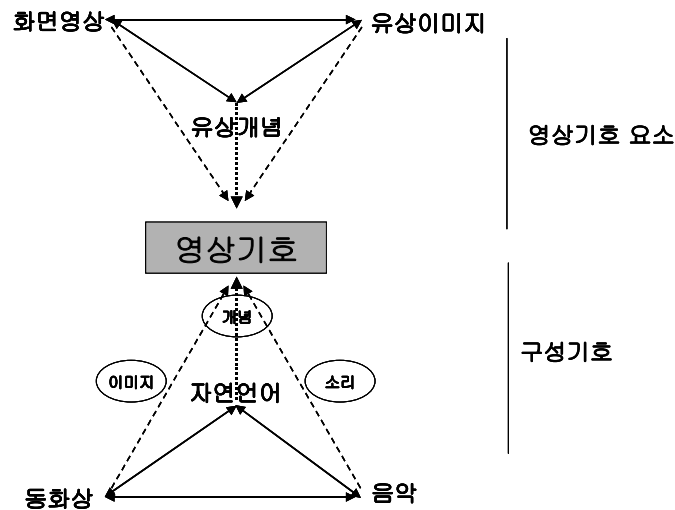 화면영상
유상이미지
유상개념
영상기호 요소
영상기호
개념
구성기호
이미지
자연언어
소리
동화상
음악